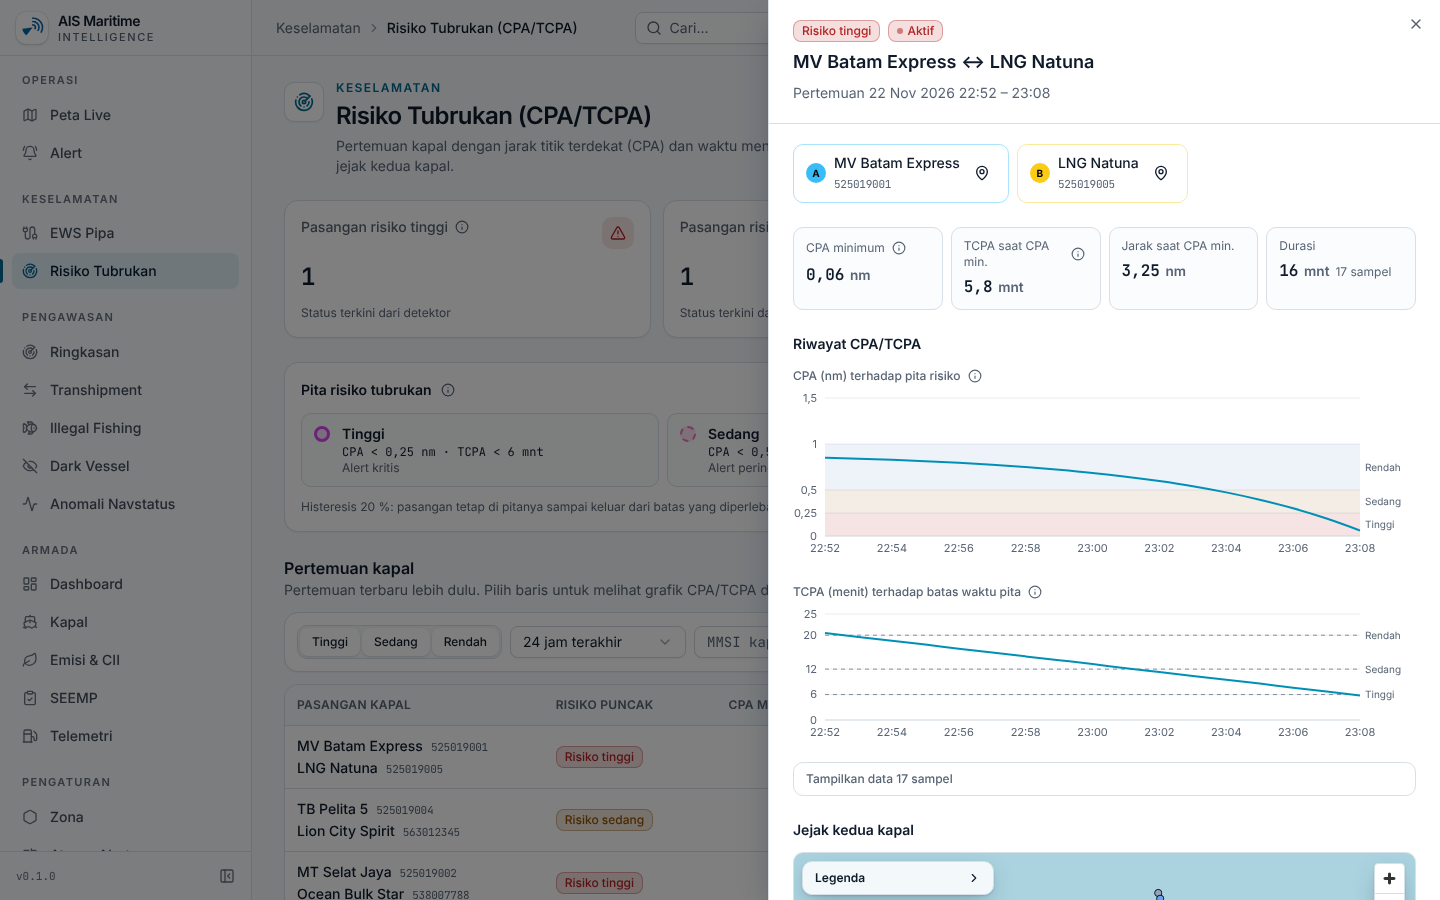 AIS Maritime
INTELLIGENCE
OPERASI
Peta Live
Alert
KESELAMATAN
EWS Pipa
Risiko Tubrukan
PENGAWASAN
Ringkasan
Transhipment
Illegal Fishing
Dark Vessel
Anomali Navstatus
ARMADA
Dashboard
Kapal
Emisi & CII
SEEMP
Telemetri
PENGATURAN
Zona
v0.1.0
Keselamatan > Risiko Tubrukan (CPA/TCPA)
Cari...
KESELAMATAN
Risiko Tubrukan (CPA/TCPA)
Pertemuan kapal dengan jarak titik terdekat (CPA) dan waktu men
jejak kedua kapal.
Pasangan risiko tinggi
1
Status terkini dari detektor
Pasangan risi
1
Status terkini da
Pita risiko tubrukan
Tinggi
CPA < 0,25 nm · TCPA < 6 mnt
Alert kritis
Sedang
CPA < 0,5
Alert perin
Histeresis 20 %: pasangan tetap di pitanya sampai keluar dari batas yang diperleba
Pertemuan kapal
Pertemuan terbaru lebih dulu. Pilih baris untuk melihat grafik CPA/TCPA d
Tinggi Sedang Rendah
24 jam terakhir
MMSI kap
PASANGAN KAPAL RISIKO PUNCAK CPA M
MV Batam Express 525019001
LNG Natuna 525019005
Risiko tinggi
TB Pelita 5 525019004
Lion City Spirit 563012345
Risiko sedang
MT Selat Jaya 525019002
Ocean Bulk Star 538007788
Risiko tinggi
Risiko tinggi
Aktif
MV Batam Express ↔ LNG Natuna
Pertemuan 22 Nov 2026 22:52 – 23:08
A
MV Batam Express
525019001
B
LNG Natuna
525019005
CPA minimum
0,06 nm
TCPA saat CPA
min.
5,8 mnt
Jarak saat CPA min.
3,25 nm
Durasi
16 mnt 17 sampel
Riwayat CPA/TCPA
CPA (nm) terhadap pita risiko
1,5
1
0,5
0,25
0
Rendah
Sedang
Tinggi
22:52 22:54 22:56 22:58 23:00 23:02 23:04 23:06 23:08
TCPA (menit) terhadap batas waktu pita
25
20
12
6
0
Rendah
Sedang
Tinggi
22:52 22:54 22:56 22:58 23:00 23:02 23:04 23:06 23:08
Tampilkan data 17 sampel
Jejak kedua kapal
Legenda
+